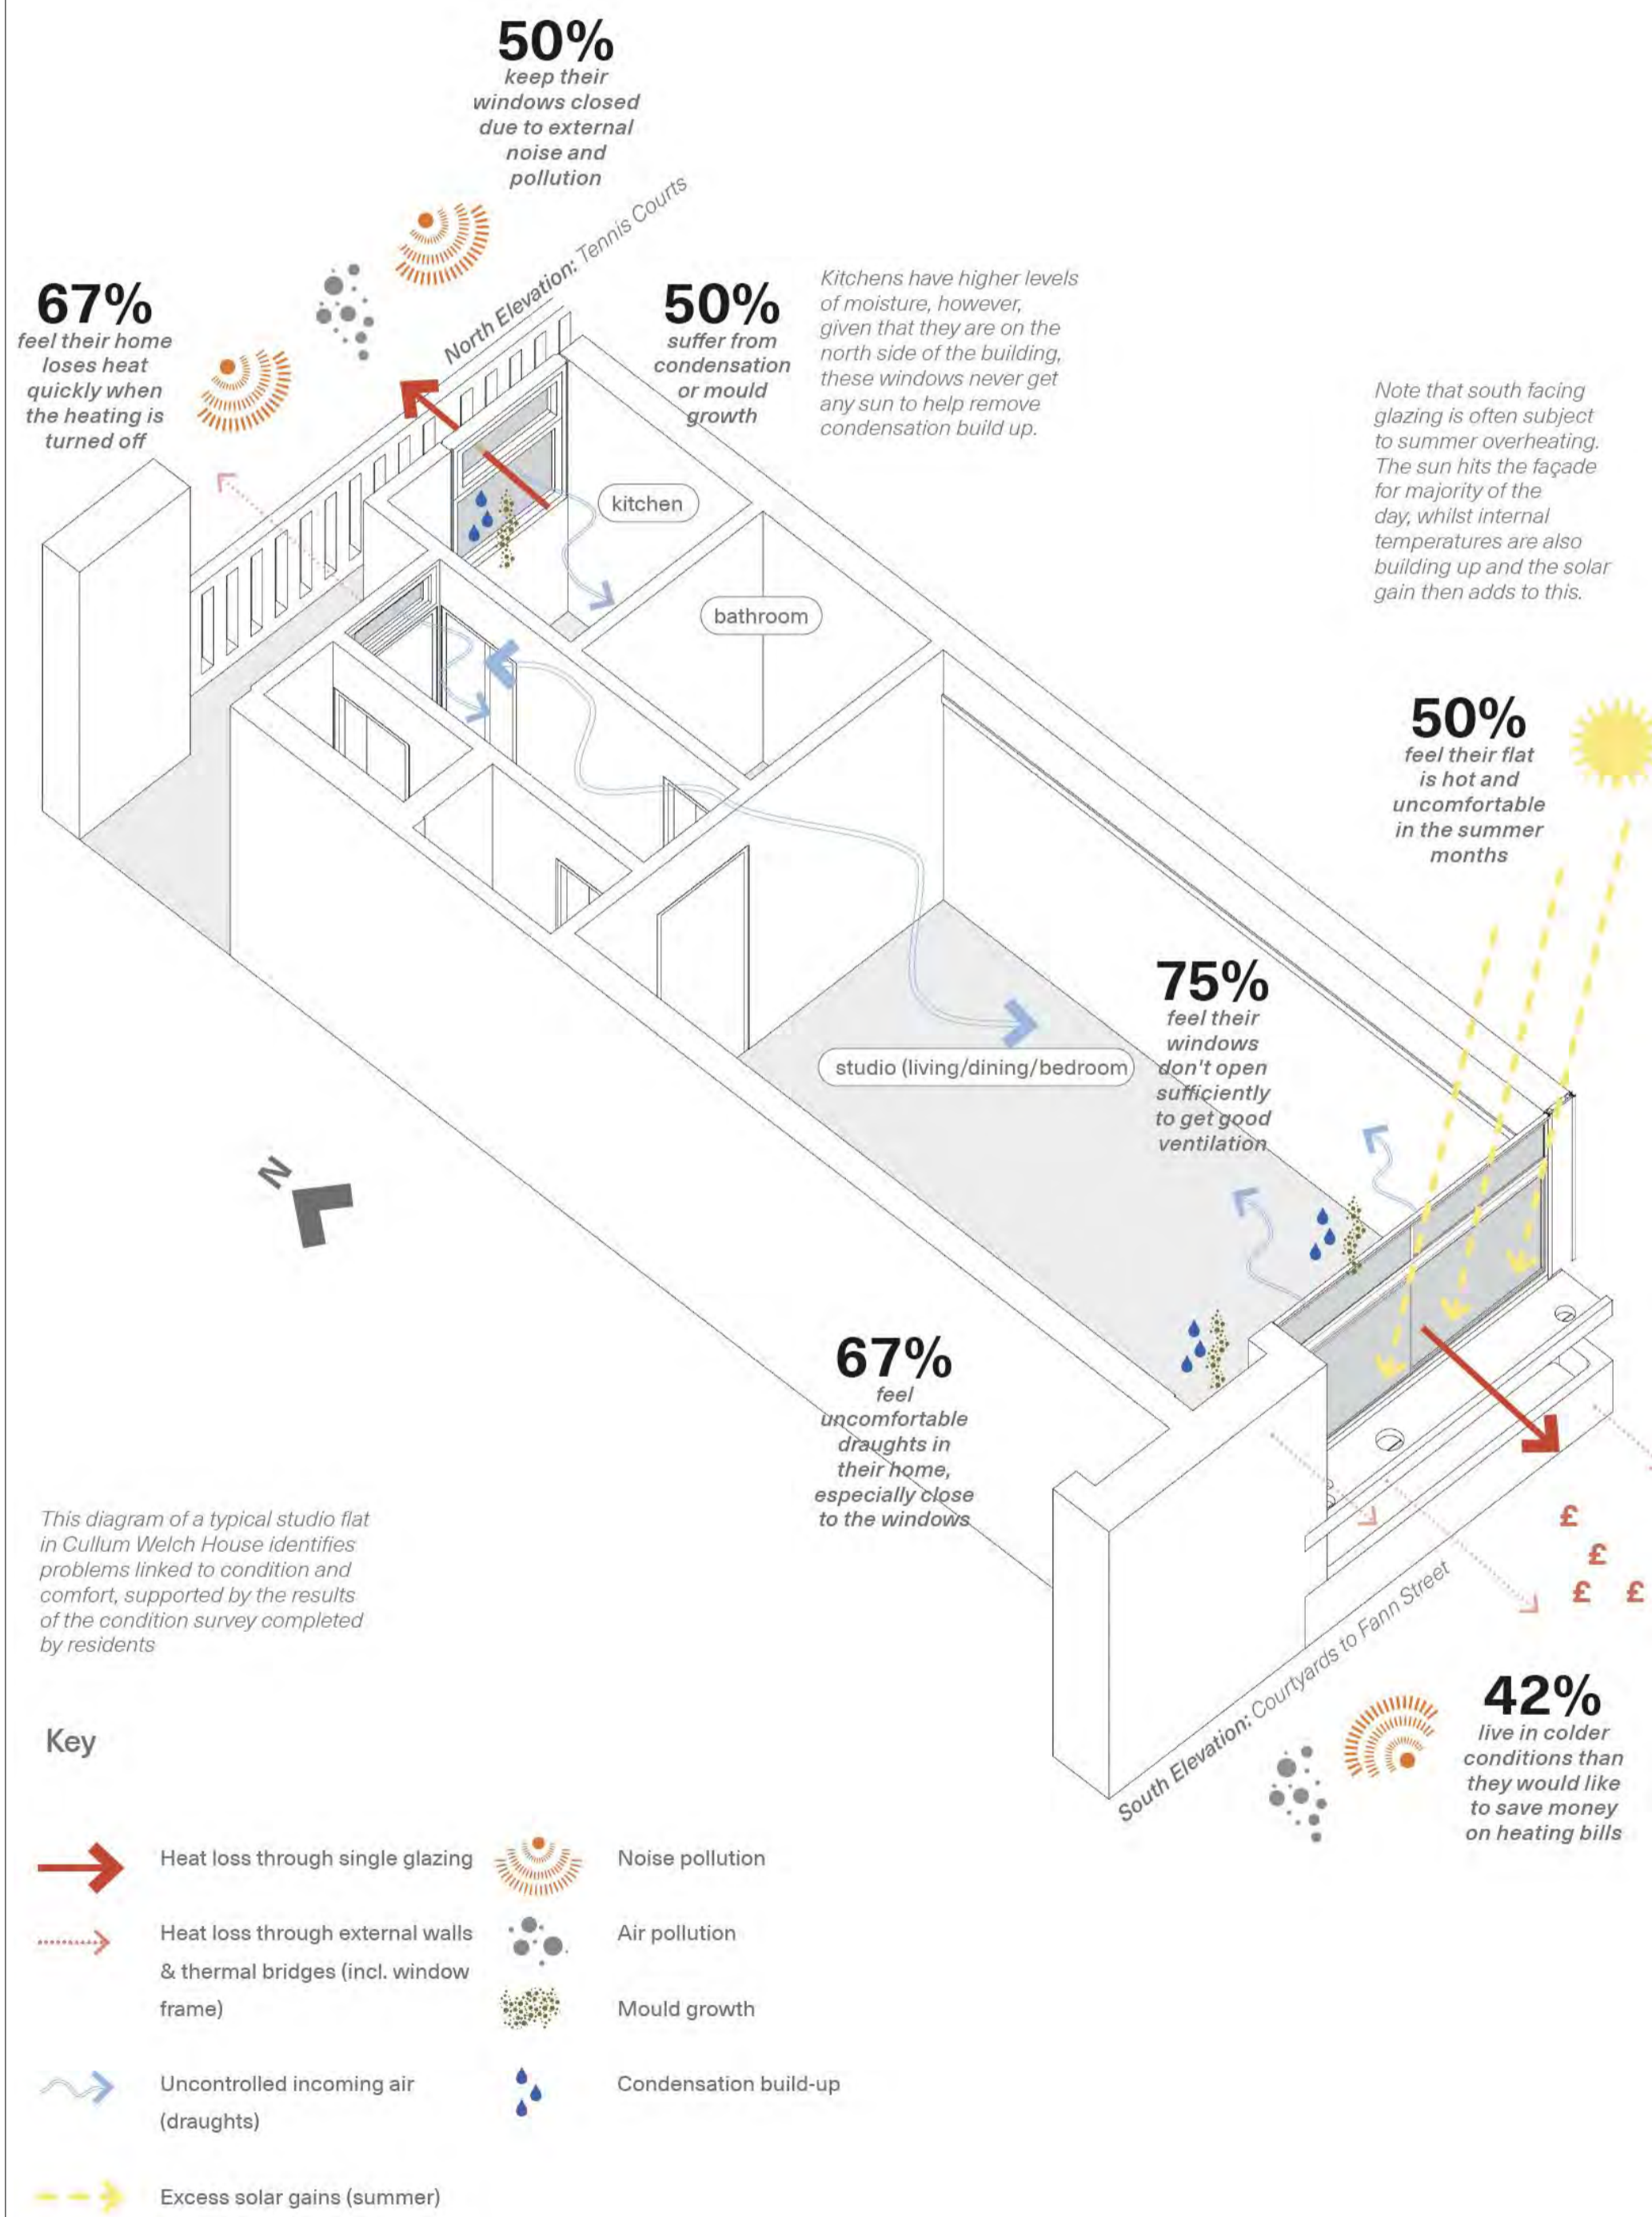 50%
keep their
windows closed
due to external
noise and
pollution
North Elevation: Tennis Courts
67%
feel their home
loses heat
quickly when
the heating is
turned off
50%
suffer from
condensation
or mould
growth
Kitchens have higher levels
of moisture, however,
given that they are on the
north side of the building,
these windows never get
any sun to help remove
condensation build up.
Note that south facing
glazing is often subject
to summer overheating.
The sun hits the façade
for majority of the
day, whilst internal
temperatures are also
building up and the solar
gain then adds to this.
kitchen
bathroom
50%
feel their flat
is hot and
uncomfortable
in the summer
months
75%
feel their
windows
don't open
sufficiently
to get good
ventilation
studio (living/dining/bedroom)
N
67%
feel
uncomfortable
draughts in
their home,
especially close
to the windows
This diagram of a typical studio flat
in Cullum Welch House identifies
problems linked to condition and
comfort, supported by the results
of the condition survey completed
by residents
£
£
£ £
South Elevation: Courtyards to Fann Street
42%
live in colder
conditions than
they would like
to save money
on heating bills
Key
Heat loss through single glazing
Heat loss through external walls
& thermal bridges (incl. window
frame)
Uncontrolled incoming air
(draughts)
Excess solar gains (summer)
Noise pollution
Air pollution
Mould growth
Condensation build-up